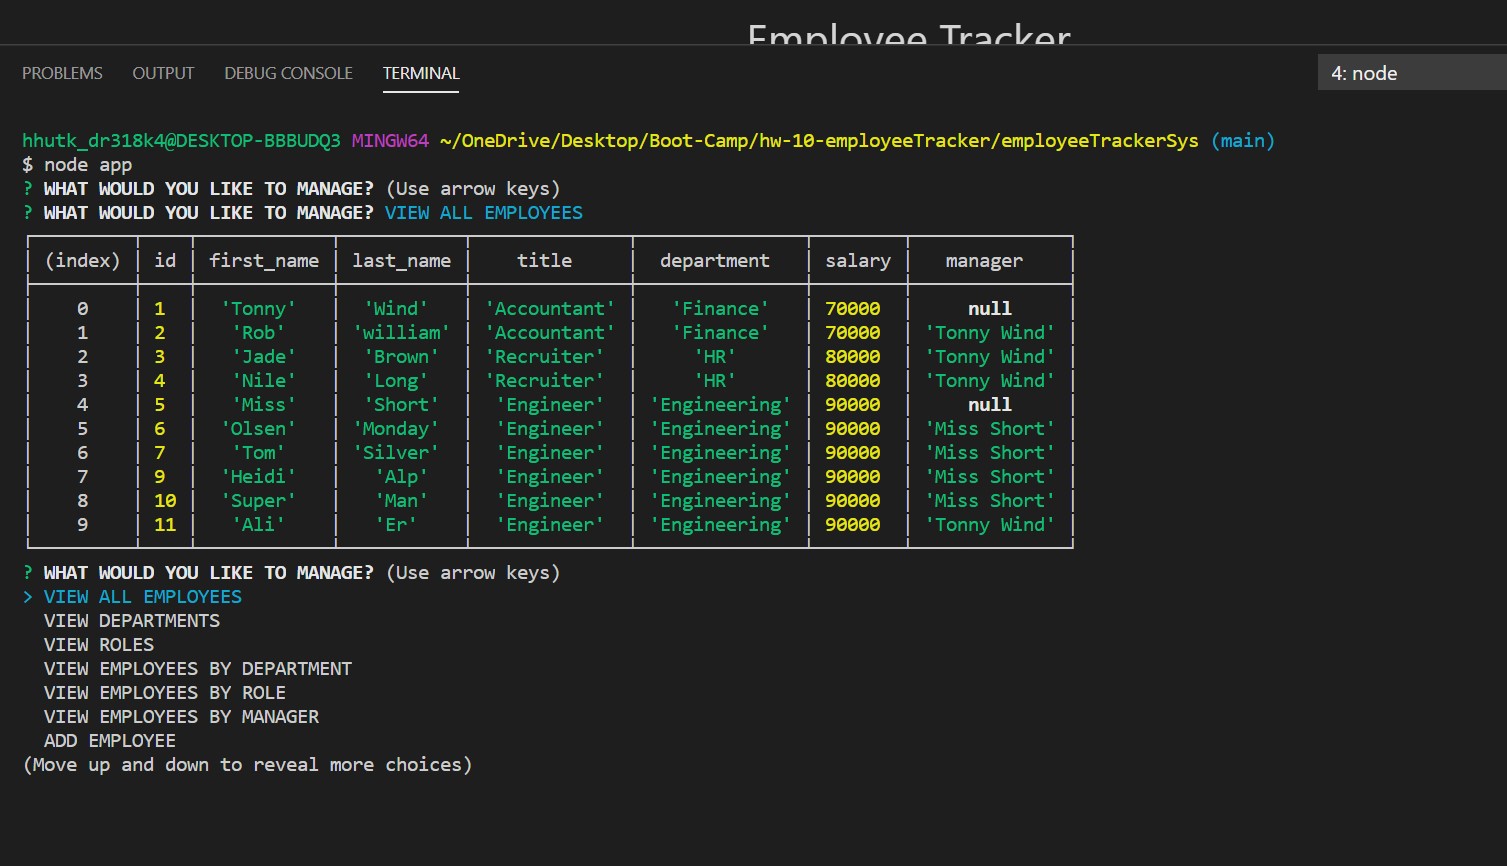 Employee Tracker
PROBLEMS OUTPUT DEBUG CONSOLE TERMINAL 4: node
hhutk_dr318k4@DESKTOP-BBBUDQ3 MINGW64 ~/OneDrive/Desktop/Boot-Camp/hw-10-employeeTracker/employeeTrackerSys (main)
$ node app
? WHAT WOULD YOU LIKE TO MANAGE? (Use arrow keys)
? WHAT WOULD YOU LIKE TO MANAGE? VIEW ALL EMPLOYEES
(index) id first_name last_name title department salary manager
0 1 'Tonny' 'Wind' 'Accountant' 'Finance' 70000 null
1 2 'Rob' 'william' 'Accountant' 'Finance' 70000 'Tonny Wind'
2 3 'Jade' 'Brown' 'Recruiter' 'HR' 80000 'Tonny Wind'
3 4 'Nile' 'Long' 'Recruiter' 'HR' 80000 'Tonny Wind'
4 5 'Miss' 'Short' 'Engineer' 'Engineering' 90000 null
5 6 'Olsen' 'Monday' 'Engineer' 'Engineering' 90000 'Miss Short'
6 7 'Tom' 'Silver' 'Engineer' 'Engineering' 90000 'Miss Short'
7 9 'Heidi' 'Alp' 'Engineer' 'Engineering' 90000 'Miss Short'
8 10 'Super' 'Man' 'Engineer' 'Engineering' 90000 'Miss Short'
9 11 'Ali' 'Er' 'Engineer' 'Engineering' 90000 'Tonny Wind'
? WHAT WOULD YOU LIKE TO MANAGE? (Use arrow keys)
> VIEW ALL EMPLOYEES
VIEW DEPARTMENTS
VIEW ROLES
VIEW EMPLOYEES BY DEPARTMENT
VIEW EMPLOYEES BY ROLE
VIEW EMPLOYEES BY MANAGER
ADD EMPLOYEE
(Move up and down to reveal more choices)